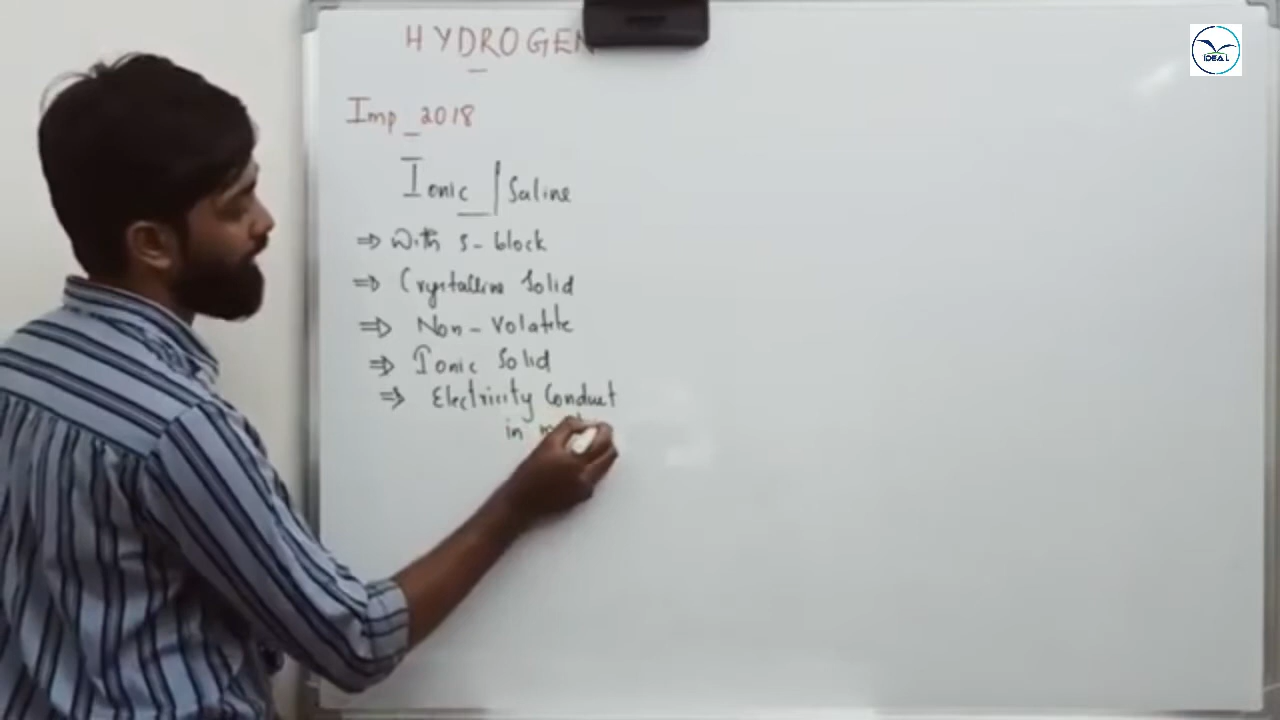 HYDROGEN
IDEAL
Imp_2018
Ionic | Saline
⇒ With s-block
⇒ Crystalline Solid
⇒ Non-Volatile
⇒ Ionic Solid
⇒ Electricity Conduct
in